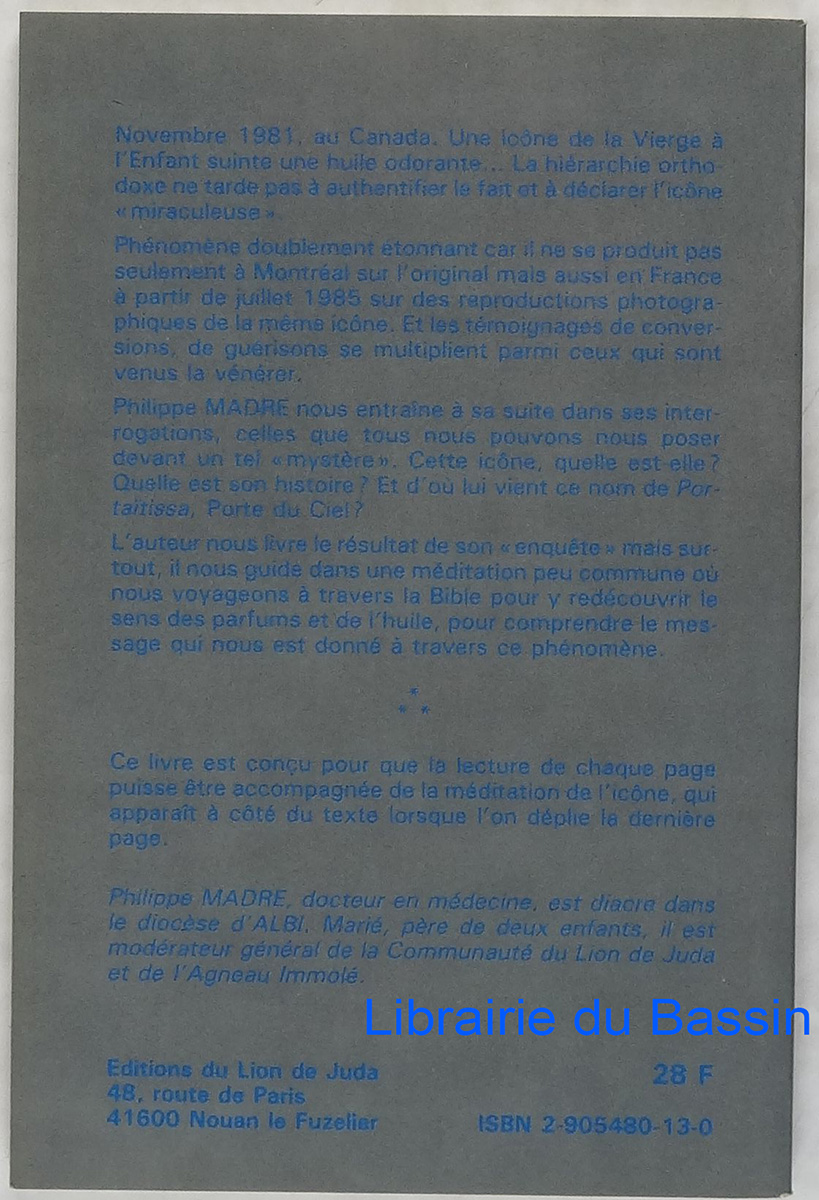 Novembre 1981, au Canada. Une icône de la Vierge à
l'Enfant suinte une huile odorante... La hiérarchie ortho-
doxe ne tarde pas à authentifier le fait et à déclarer l'icône
« miraculeuse ».
Phénomène doublement étonnant car il ne se produit pas
seulement à Montréal sur l'original mais aussi en France
à partir de juillet 1985 sur des reproductions photogra-
phiques de la même icône. Et les témoignages de conver-
sions, de guérisons se multiplient parmi ceux qui sont
venus la vénérer.
Philippe MADRE nous entraîne à sa suite dans ses inter-
rogations, celles que tous nous pouvons nous poser
devant un tel « mystère ». Cette icône, quelle est-elle ?
Quelle est son histoire ? Et d'où lui vient ce nom de Por-
taïtissa, Porte du Ciel ?
L'auteur nous livre le résultat de son « enquête » mais sur-
tout, il nous guide dans une méditation peu commune où
nous voyageons à travers la Bible pour y redécouvrir le
sens des parfums et de l'huile, pour comprendre le mes-
sage qui nous est donné à travers ce phénomène.
*
* *
Ce livre est conçu pour que la lecture de chaque page
puisse être accompagnée de la méditation de l'icône, qui
apparaît à côté du texte lorsque l'on déplie la dernière
page.
Philippe MADRE, docteur en médecine, est diacre dans
le diocèse d'ALBI. Marié, père de deux enfants, il est
modérateur général de la Communauté du Lion de Juda
et de l'Agneau Immolé.
Librairie du Bassin
Editions du Lion de Juda
48, route de Paris
41600 Nouan le Fuzelier
28 F
ISBN 2-905480-13-0